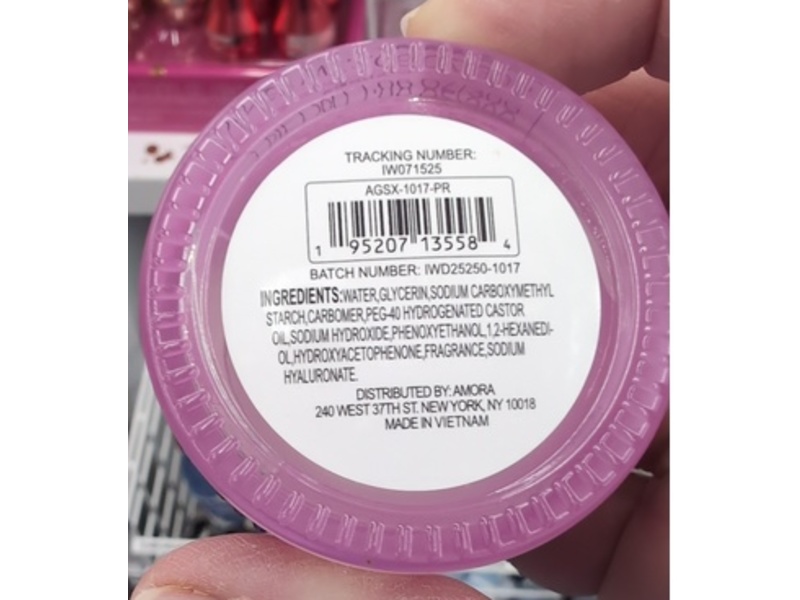 TRACKING NUMBER:
IW071525
AGSX-1017-PR
1 95207 13558 4
BATCH NUMBER: IWD25250-1017
INGREDIENTS:WATER,GLYCERIN,SODIUM CARBOXYMETHYL
STARCH,CARBOMER,PEG-40 HYDROGENATED CASTOR
OIL,SODIUM HYDROXIDE,PHENOXYETHANOL,1,2-HEXANEDI-
OL,HYDROXYACETOPHENONE,FRAGRANCE,SODIUM
HYALURONATE.
DISTRIBUTED BY: AMORA
240 WEST 37TH ST. NEW YORK, NY 10018
MADE IN VIETNAM